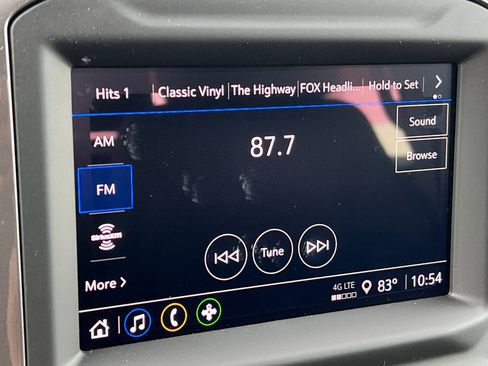 Hits 1 Classic Vinyl The Highway FOX Headli... Hold to Set
AM
87.7
Sound
Browse
FM
SiriusXM
Tune
More
4G LTE 83° 10:54